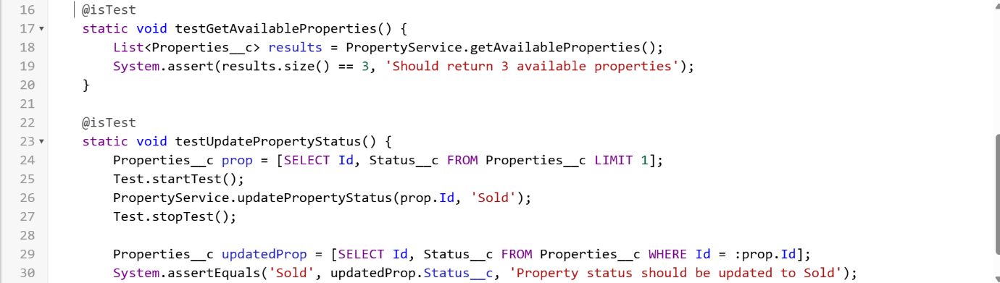 16 @isTest
17 static void testGetAvailableProperties() {
18 List<Properties__c> results = PropertyService.getAvailableProperties();
19 System.assert(results.size() == 3, 'Should return 3 available properties');
20 }
21
22 @isTest
23 static void testUpdatePropertyStatus() {
24 Properties__c prop = [SELECT Id, Status__c FROM Properties__c LIMIT 1];
25 Test.startTest();
26 PropertyService.updatePropertyStatus(prop.Id, 'Sold');
27 Test.stopTest();
28
29 Properties__c updatedProp = [SELECT Id, Status__c FROM Properties__c WHERE Id = :prop.Id];
30 System.assertEquals('Sold', updatedProp.Status__c, 'Property status should be updated to Sold');